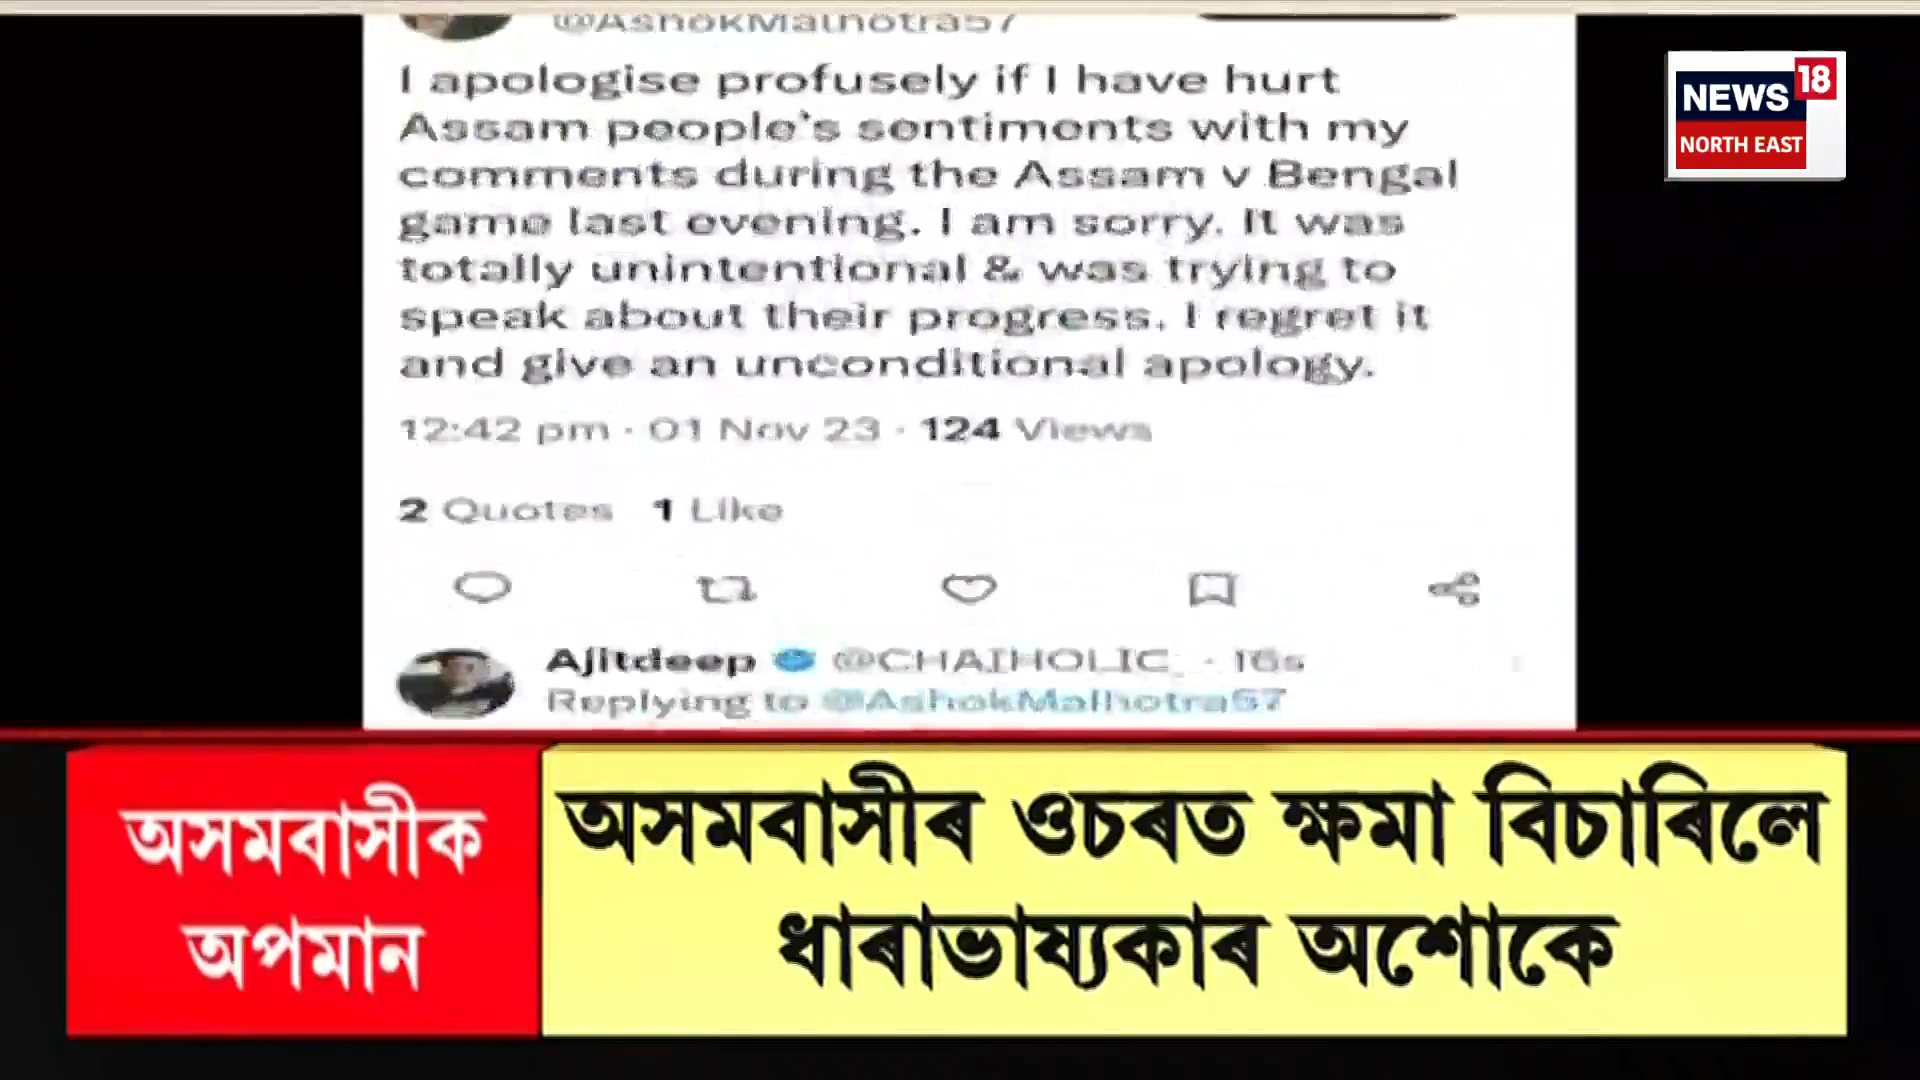 @AshokMalhotra57
I apologise profusely if I have hurt
Assam people's sentiments with my
comments during the Assam v Bengal
game last evening. I am sorry. It was
totally unintentional & was trying to
speak about their progress. I regret it
and give an unconditional apology.
12:42 pm · 01 Nov 23 · 124 Views
2 Quotes 1 Like
Ajitdeep @CHAIHOLIC_ · 16s
Replying to @AshokMalhotra57
NEWS 18
NORTH EAST
অসমবাসীক
অপমান
অসমবাসীৰ ওচৰত ক্ষমা বিচাৰিলে
ধাৰাভাষ্যকাৰ অশোকে